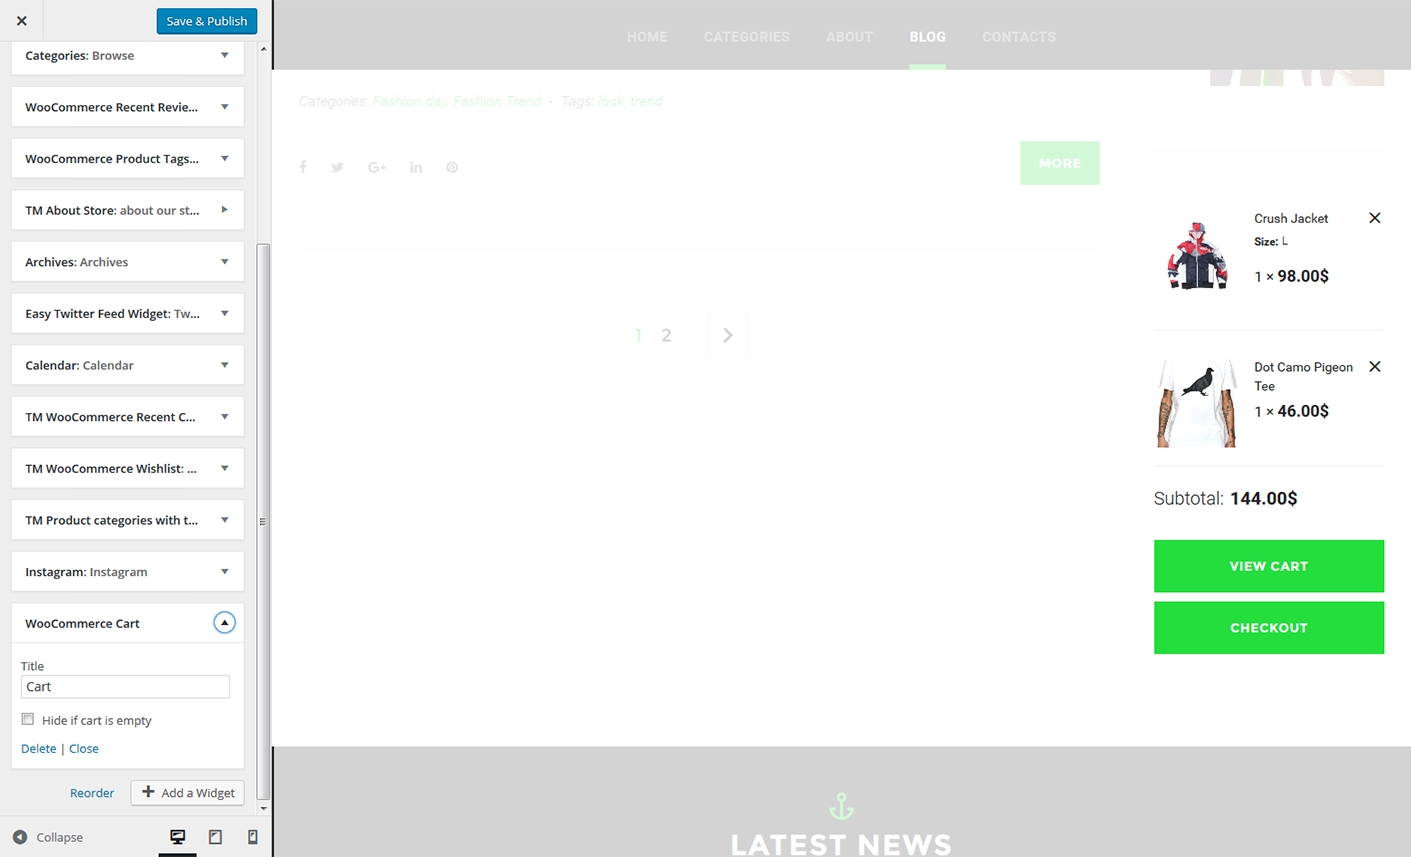 Save & Publish
Categories: Browse
WooCommerce Recent Revie...
WooCommerce Product Tags...
TM About Store: about our st...
Archives: Archives
Easy Twitter Feed Widget: Tw...
Calendar: Calendar
TM WooCommerce Recent C...
TM WooCommerce Wishlist: ...
TM Product categories with t...
Instagram: Instagram
WooCommerce Cart
Title
Cart
Hide if cart is empty
Delete | Close
Reorder
Add a Widget
Collapse
HOME CATEGORIES ABOUT BLOG CONTACTS
Categories: Fashion day, Fashion Trend • Tags: look, trend
MORE
1 2
Crush Jacket
Size: L
1 × 98.00$
Dot Camo Pigeon
Tee
1 × 46.00$
Subtotal: 144.00$
VIEW CART
CHECKOUT
LATEST NEWS